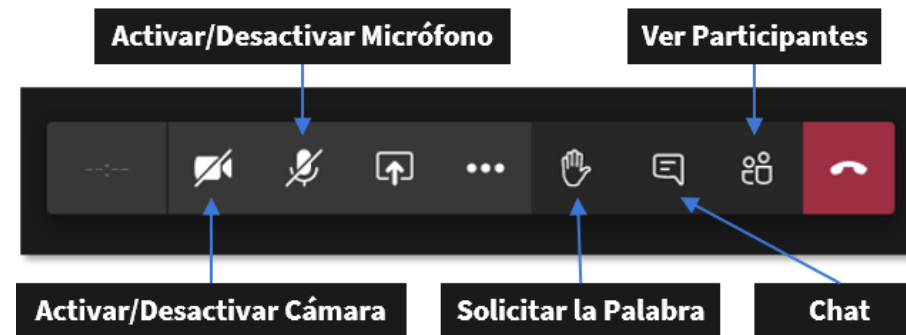 Activar/Desactivar Micrófono
Ver Participantes
--:--
Activar/Desactivar Cámara
Solicitar la Palabra
Chat